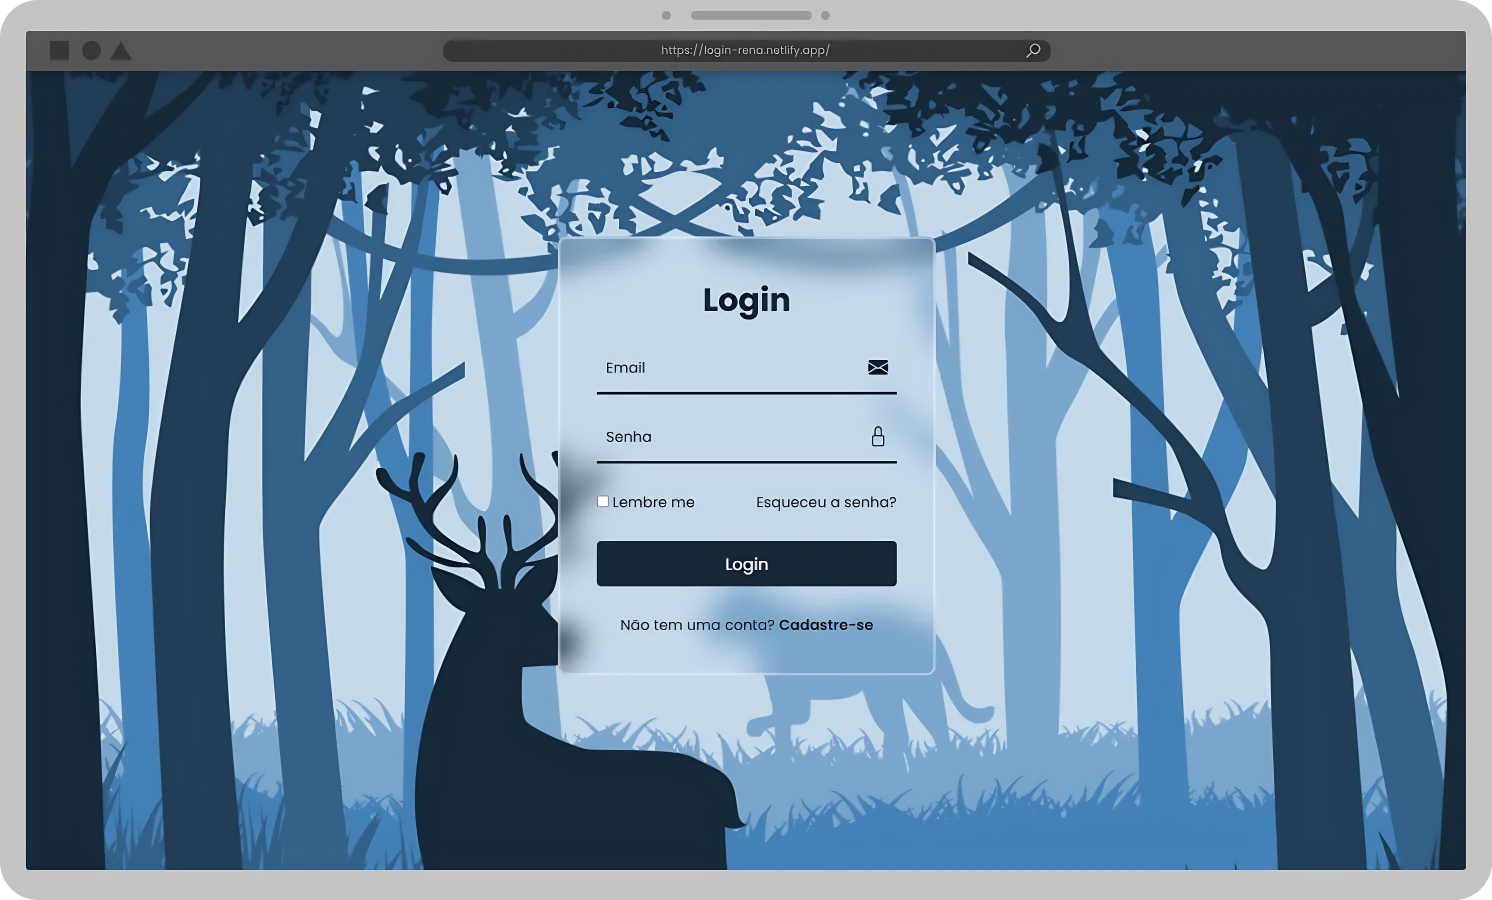 https://login-rena.netlify.app/
Login
Email
Senha
Lembre me Esqueceu a senha?
Login
Não tem uma conta? Cadastre-se